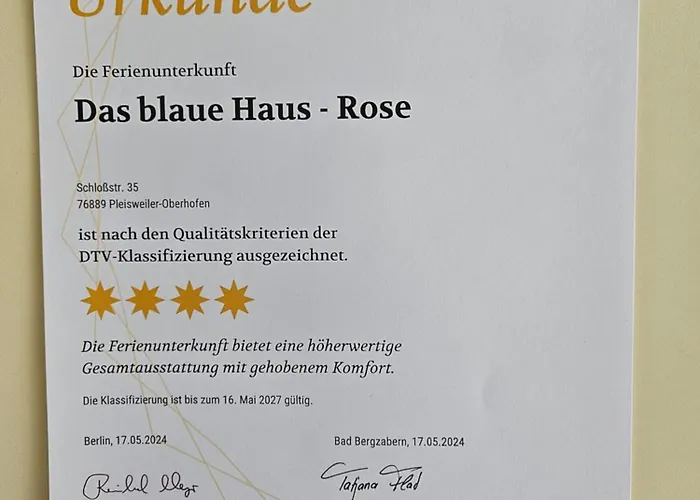 Urkunde
Die Ferienunterkunft
Das blaue Haus - Rose
Schloßstr. 35
76889 Pleisweiler-Oberhofen
ist nach den Qualitätskriterien der
DTV-Klassifizierung ausgezeichnet.
Die Ferienunterkunft bietet eine höherwertige
Gesamtausstattung mit gehobenem Komfort.
Die Klassifizierung ist bis zum 16. Mai 2027 gültig.
Berlin, 17.05.2024 Bad Bergzabern, 17.05.2024
Tatjana